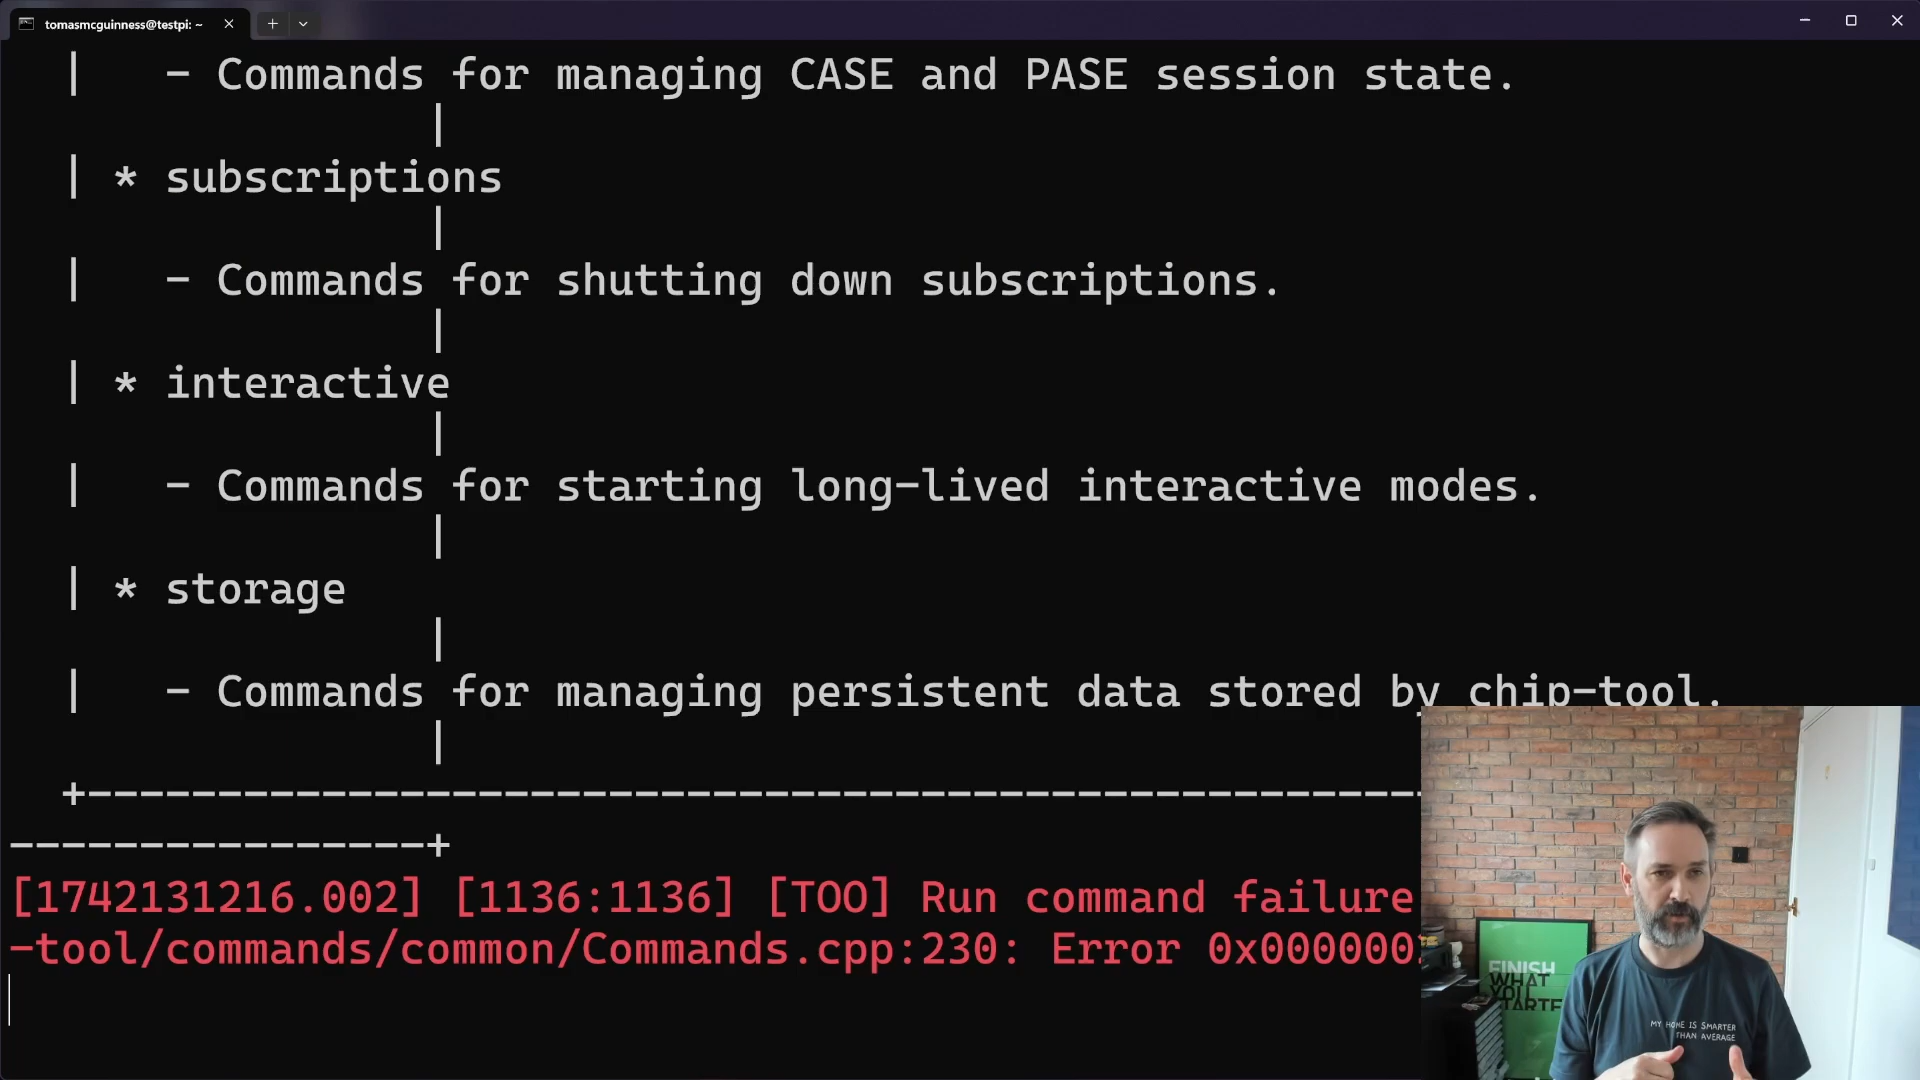 tomasmcguinness@testpi: ~
|   - Commands for managing CASE and PASE session state.
|
| * subscriptions
|
|   - Commands for shutting down subscriptions.
|
| * interactive
|
|   - Commands for starting long-lived interactive modes.
|
| * storage
|
|   - Commands for managing persistent data stored by chip-tool.
|
+----------------------------------------------------
----------------+
[1742131216.002] [1136:1136] [TOO] Run command failure
-tool/commands/common/Commands.cpp:230: Error 0x000000
FINISH
WHAT
YOU
STARTE
MY HOME IS SMARTER
THAN AVERAGE